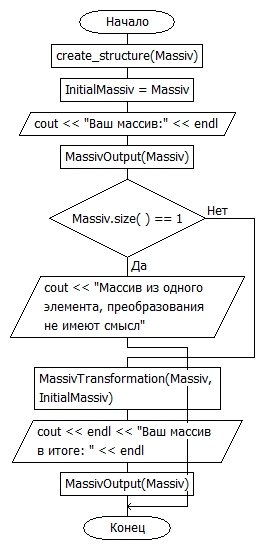 Начало
create_structure(Massiv)
InitialMassiv = Massiv
cout << "Ваш массив:" << endl
MassivOutput(Massiv)
Massiv.size( ) == 1
Нет
Да
cout << "Массив из одного
элемента, преобразования
не имеют смысл"
MassivTransformation(Massiv,
InitialMassiv)
cout << endl << "Ваш массив
в итоге: " << endl
MassivOutput(Massiv)
Конец